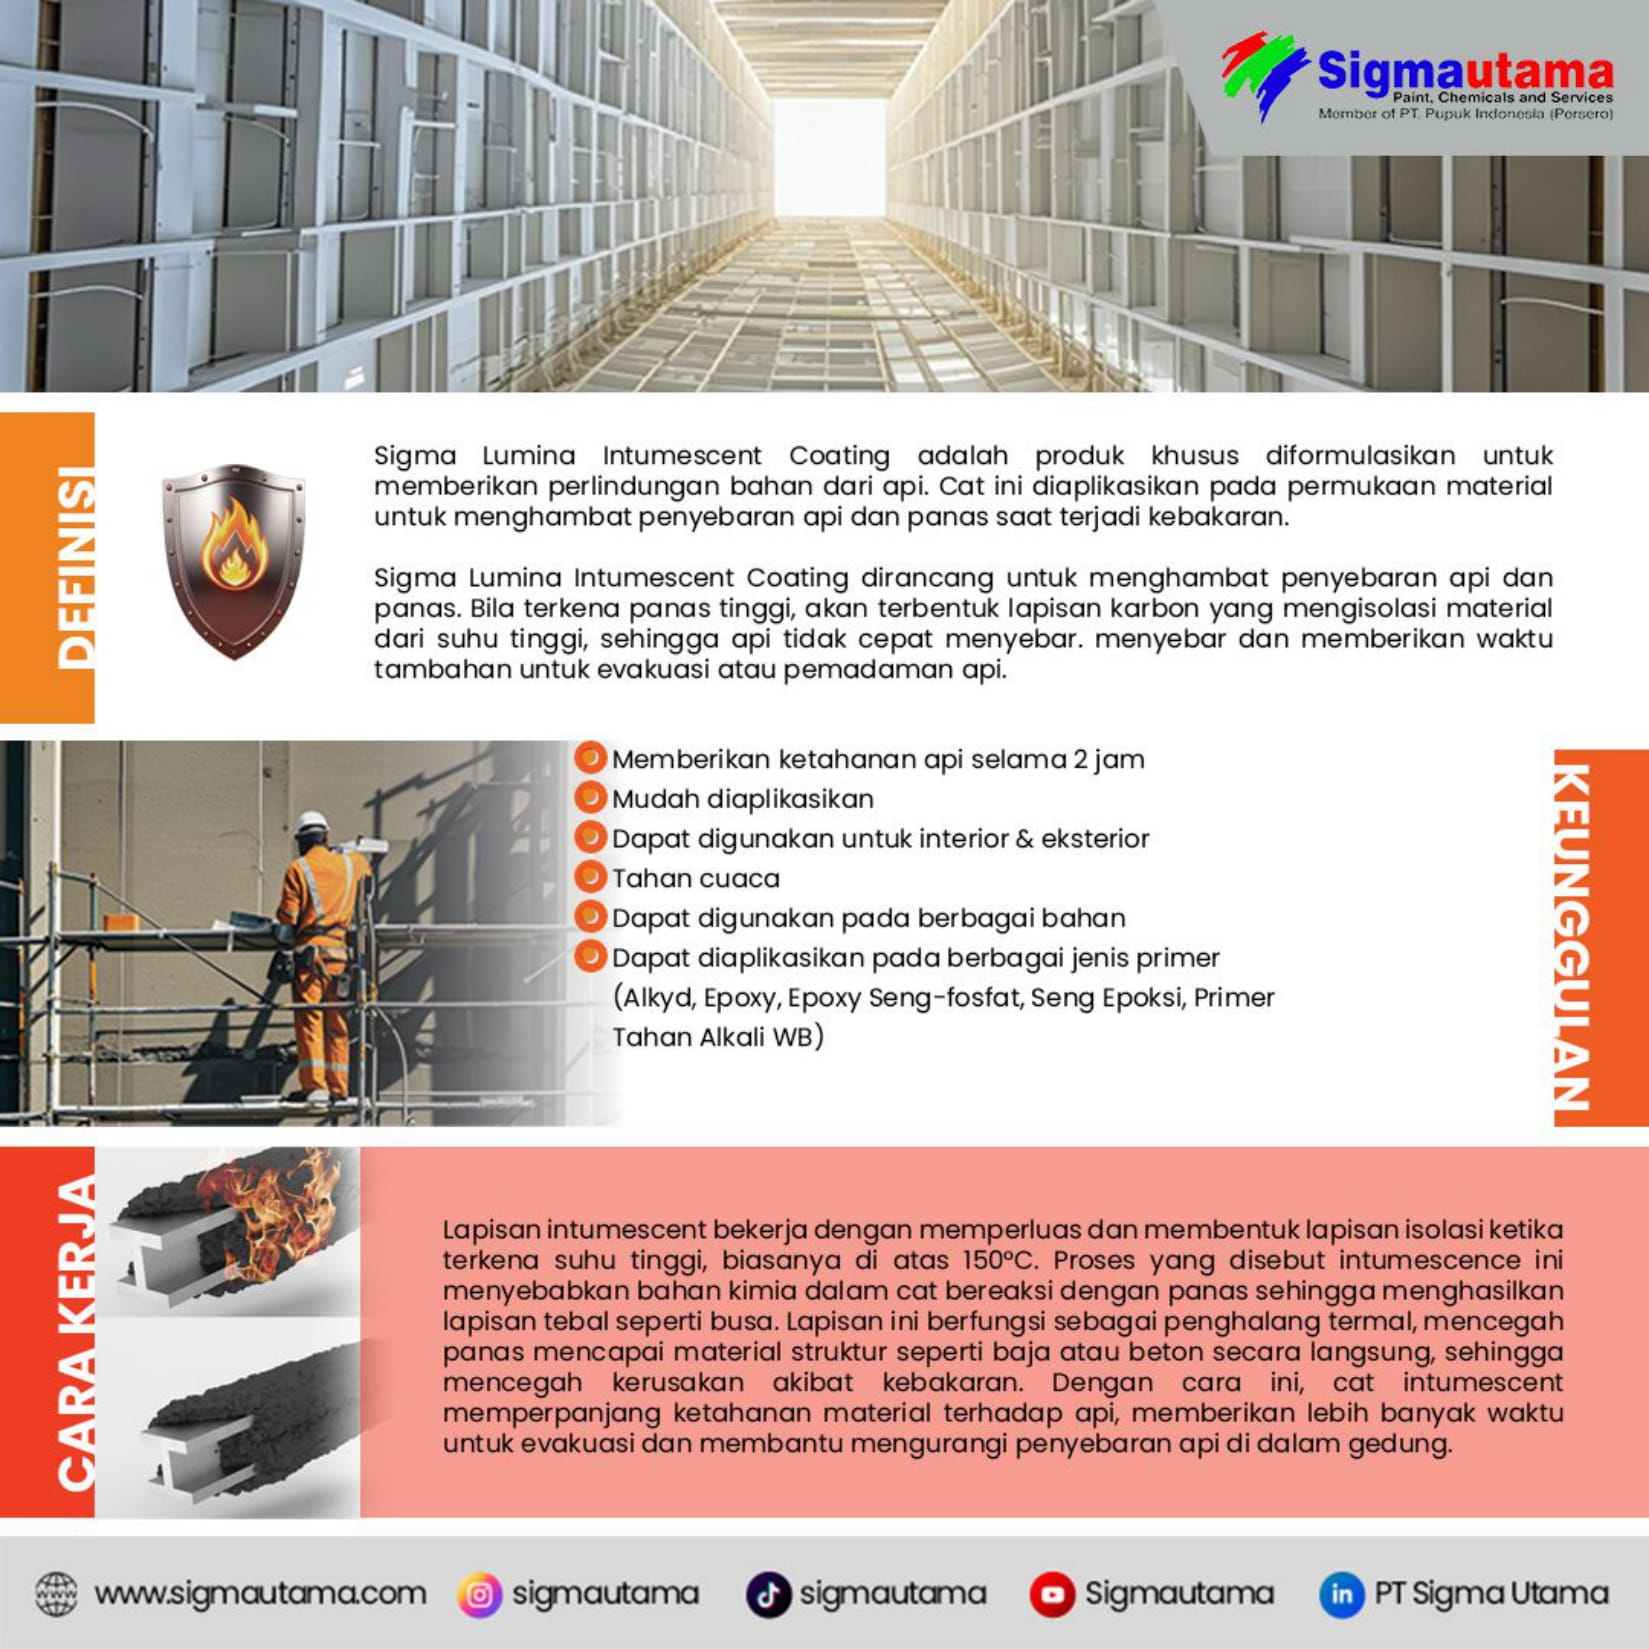 Sigmautama
Paint, Chemicals and Services
Member of PT. Pupuk Indonesia (Persero)
DEFINISI
Sigma Lumina Intumescent Coating adalah produk khusus diformulasikan untuk
memberikan perlindungan bahan dari api. Cat ini diaplikasikan pada permukaan material
untuk menghambat penyebaran api dan panas saat terjadi kebakaran.
Sigma Lumina Intumescent Coating dirancang untuk menghambat penyebaran api dan
panas. Bila terkena panas tinggi, akan terbentuk lapisan karbon yang mengisolasi material
dari suhu tinggi, sehingga api tidak cepat menyebar. menyebar dan memberikan waktu
tambahan untuk evakuasi atau pemadaman api.
KEUNGGULAN
Memberikan ketahanan api selama 2 jam
Mudah diaplikasikan
Dapat digunakan untuk interior & eksterior
Tahan cuaca
Dapat digunakan pada berbagai bahan
Dapat diaplikasikan pada berbagai jenis primer
(Alkyd, Epoxy, Epoxy Seng-fosfat, Seng Epoksi, Primer
Tahan Alkali WB)
CARA KERJA
Lapisan intumescent bekerja dengan memperluas dan membentuk lapisan isolasi ketika
terkena suhu tinggi, biasanya di atas 150°C. Proses yang disebut intumescence ini
menyebabkan bahan kimia dalam cat bereaksi dengan panas sehingga menghasilkan
lapisan tebal seperti busa. Lapisan ini berfungsi sebagai penghalang termal, mencegah
panas mencapai material struktur seperti baja atau beton secara langsung, sehingga
mencegah kerusakan akibat kebakaran. Dengan cara ini, cat intumescent
memperpanjang ketahanan material terhadap api, memberikan lebih banyak waktu
untuk evakuasi dan membantu mengurangi penyebaran api di dalam gedung.
www.sigmautama.com sigmautama sigmautama Sigmautama PT Sigma Utama